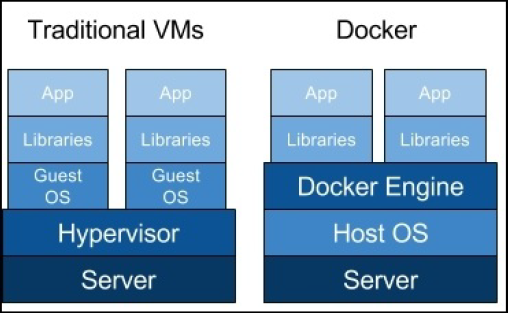 Traditional VMs
App
App
Libraries
Libraries
Guest
OS
Guest
OS
Hypervisor
Server
Docker
App
App
Libraries
Libraries
Docker Engine
Host OS
Server